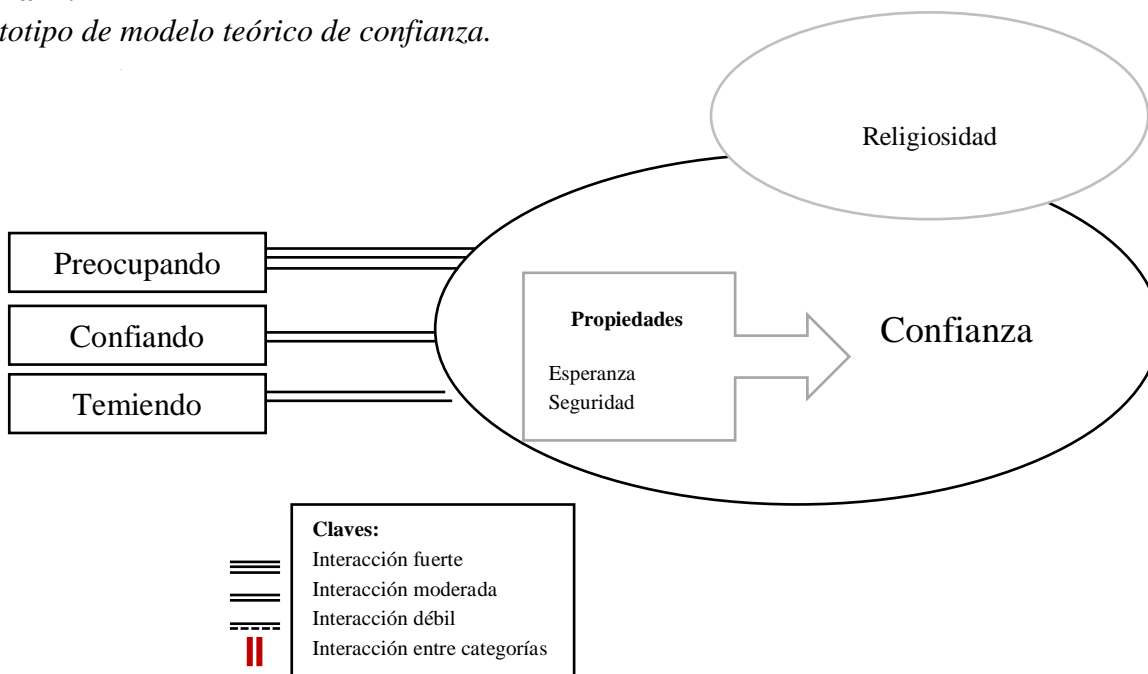 totipo de modelo teórico de confianza.
Religiosidad
Preocupando
Confiando
Temiendo
Propiedades
Esperanza
Seguridad
Confianza
Claves:
Interacción fuerte
Interacción moderada
Interacción débil
Interacción entre categorías